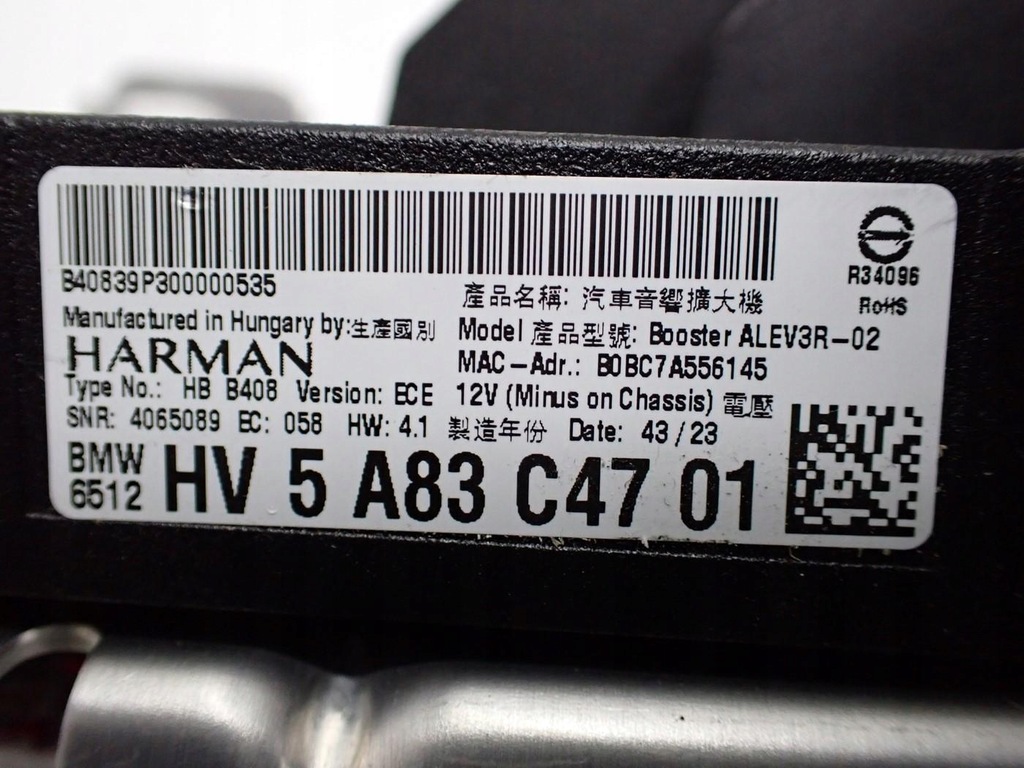 B40839P300000535
R34096
RoHS
產品名稱: 汽車音響擴大機
Manufactured in Hungary by:生產國別
Model 產品型號: Booster ALEV3R-02
HARMAN
MAC-Adr.: B0BC7A556145
Type No.: HB B408 Version: ECE 12V (Minus on Chassis) 電壓
SNR: 4065089 EC: 058 HW: 4.1 製造年份 Date: 43/23
BMW
6512 HV 5 A83 C47 01